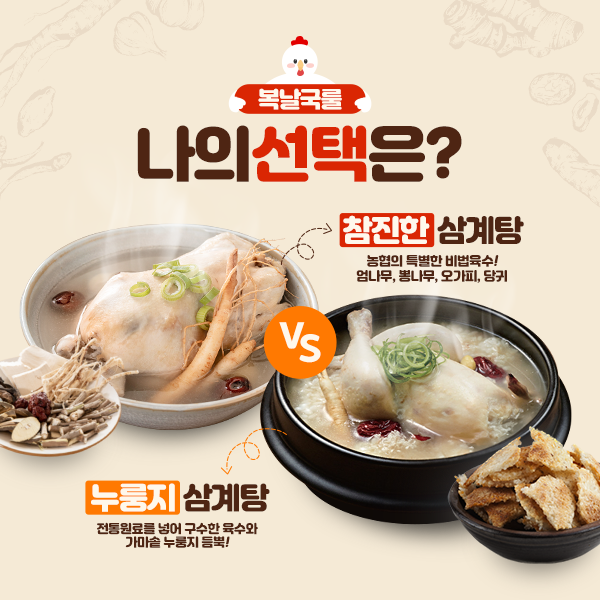 복날국룰
나의선택은?
참진한 삼계탕
농협의 특별한 비법육수!
엄나무, 뽕나무, 오가피, 당귀
VS
누룽지 삼계탕
전통원료를 넣어 구수한 육수와
가마솥 누룽지 듬뿍!